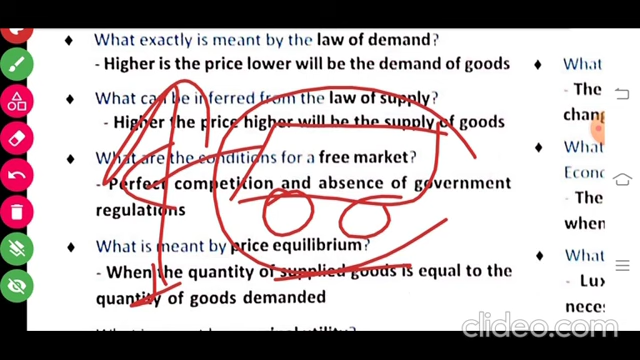 ♦ What exactly is meant by the law of demand?
- Higher is the price lower will be the demand of goods
♦ What can be inferred from the law of supply?
- Higher the price higher will be the supply of goods
♦ What are the conditions for a free market?
- Perfect competition and absence of government
regulations
♦ What is meant by price equilibrium?
- When the quantity of supplied goods is equal to the
quantity of goods demanded
♦ What
- The
chang
♦ What
Econo
- The
when
♦ What
- Lux
neces
clideo.com